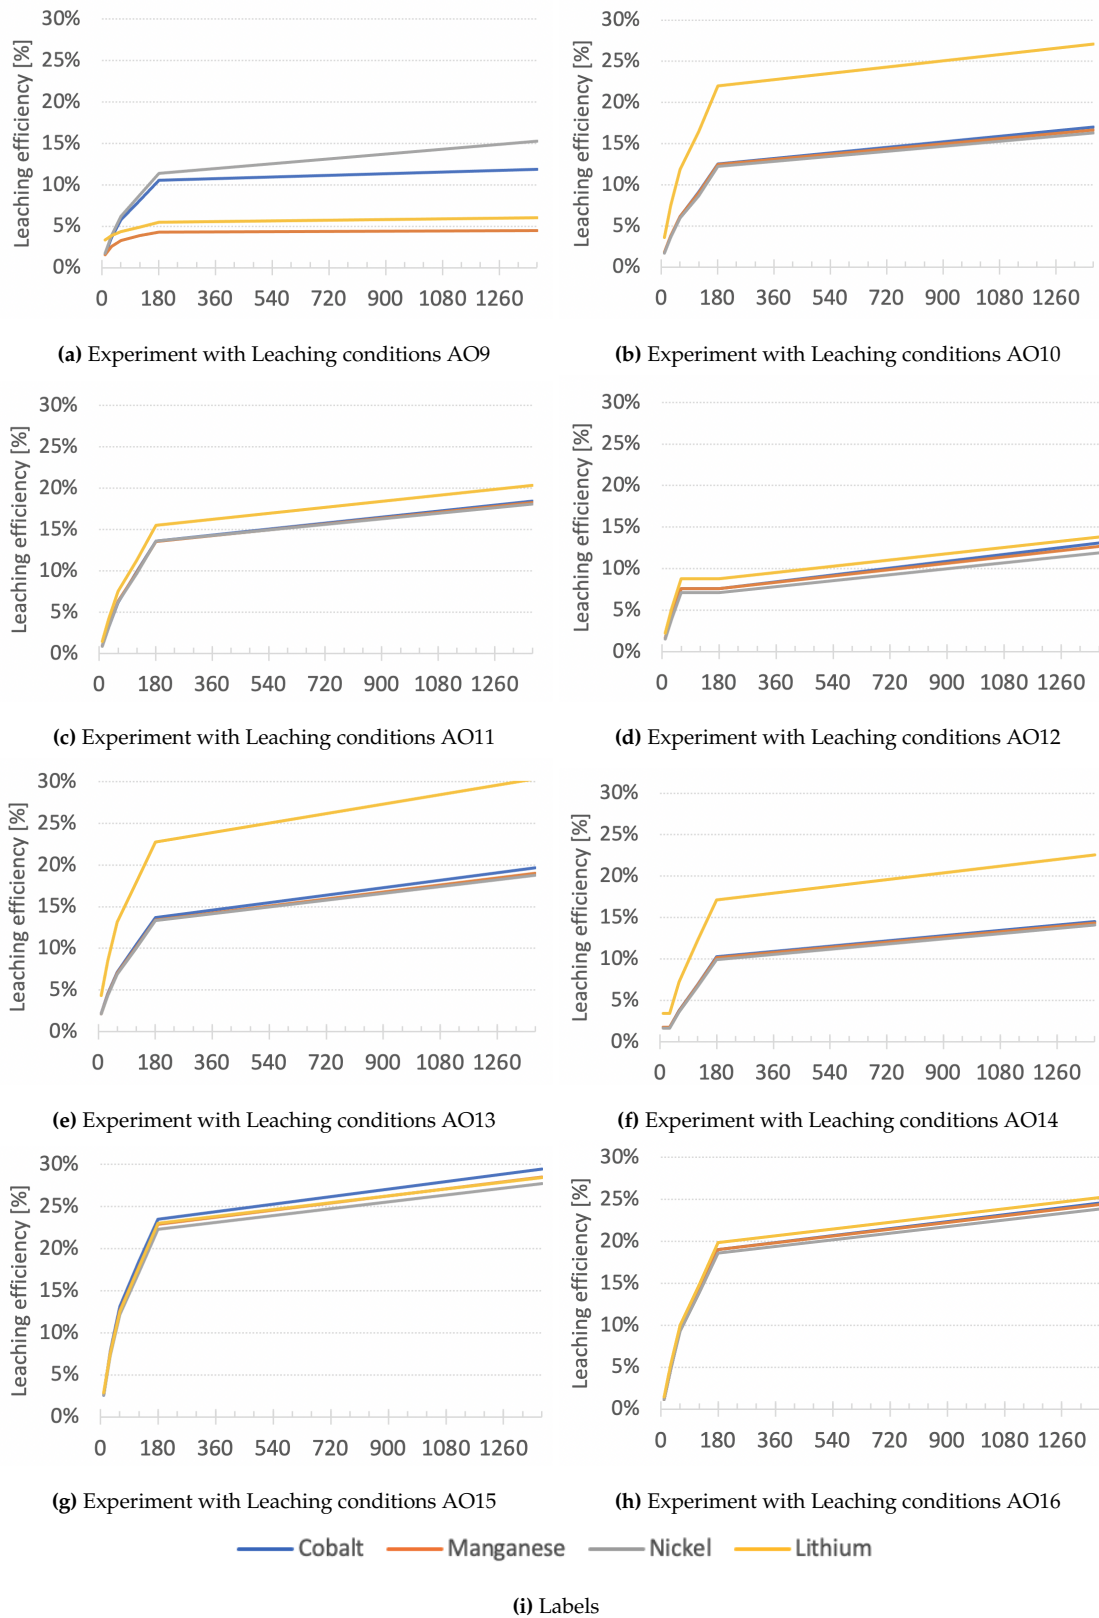 30%
25%
20%
15%
10%
5%
0%
Leaching efficiency [%]
0 180 360 540 720 900 1080 1260
(a) Experiment with Leaching conditions AO9
30%
25%
20%
15%
10%
5%
0%
Leaching efficiency [%]
0 180 360 540 720 900 1080 1260
(b) Experiment with Leaching conditions AO10
30%
25%
20%
15%
10%
5%
0%
Leaching efficiency [%]
0 180 360 540 720 900 1080 1260
(c) Experiment with Leaching conditions AO11
30%
25%
20%
15%
10%
5%
0%
Leaching efficiency [%]
0 180 360 540 720 900 1080 1260
(d) Experiment with Leaching conditions AO12
30%
25%
20%
15%
10%
5%
0%
Leaching efficiency [%]
0 180 360 540 720 900 1080 1260
(e) Experiment with Leaching conditions AO13
30%
25%
20%
15%
10%
5%
0%
Leaching efficiency [%]
0 180 360 540 720 900 1080 1260
(f) Experiment with Leaching conditions AO14
30%
25%
20%
15%
10%
5%
0%
Leaching efficiency [%]
0 180 360 540 720 900 1080 1260
(g) Experiment with Leaching conditions AO15
30%
25%
20%
15%
10%
5%
0%
Leaching efficiency [%]
0 180 360 540 720 900 1080 1260
(h) Experiment with Leaching conditions AO16
Cobalt Manganese Nickel Lithium
(i) Labels